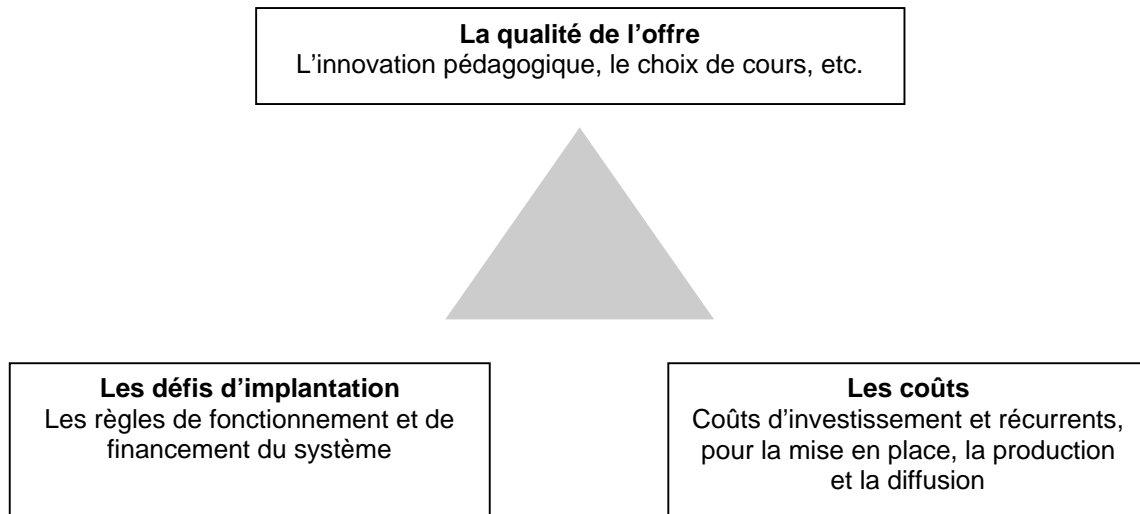 La qualité de l’offre
L’innovation pédagogique, le choix de cours, etc.
Les défis d’implantation
Les règles de fonctionnement et de
financement du système
Les coûts
Coûts d’investissement et récurrents,
pour la mise en place, la production
et la diffusion